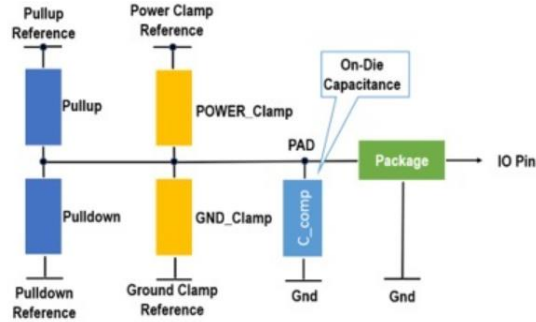 Pullup
Reference
Power Clamp
Reference
On-Die
Capacitance
Pullup
POWER_Clamp
PAD
Package
IO Pin
Pulldown
GND_Clamp
C_comp
Pulldown
Reference
Ground Clamp
Reference
Gnd
Gnd